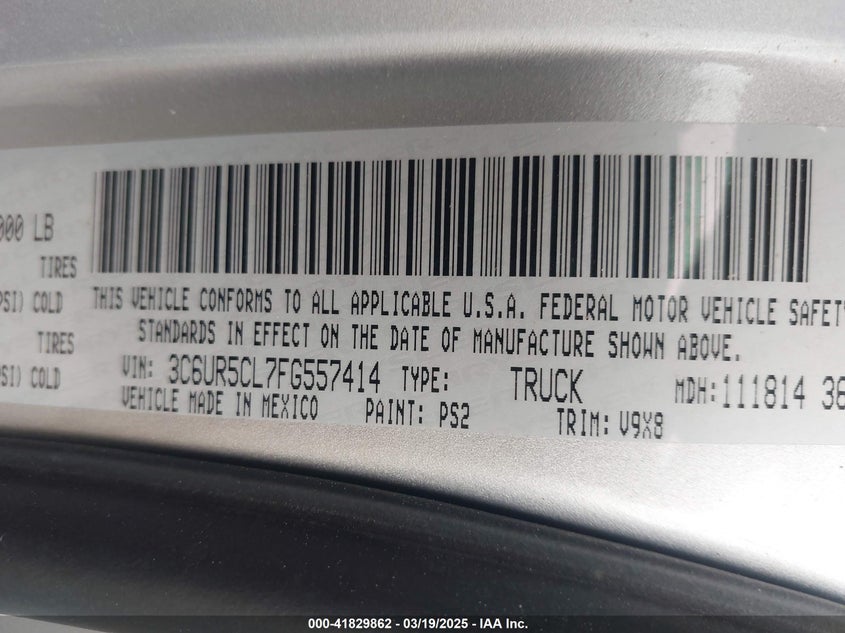 000 LB
TIRES
PSI) COLD
TIRES
PSI) COLD
THIS VEHICLE CONFORMS TO ALL APPLICABLE U.S.A. FEDERAL MOTOR VEHICLE SAFETY
STANDARDS IN EFFECT ON THE DATE OF MANUFACTURE SHOWN ABOVE.
VIN: 3C6UR5CL7FG557414 TYPE: TRUCK MDH:111814 36
VEHICLE MADE IN MEXICO PAINT: PS2 TRIM: V9X8
000-41829862 - 03/19/2025 - IAA Inc.